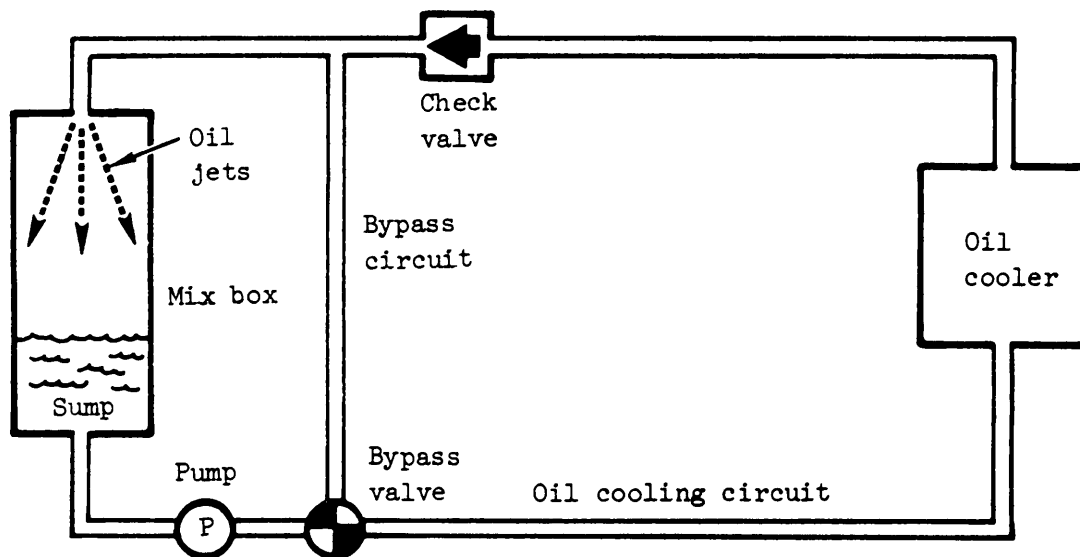 Check
valve
Oil
jets
Bypass
circuit
Oil
cooler
Mix box
Sump
Pump
Bypass
valve
Oil cooling circuit
P